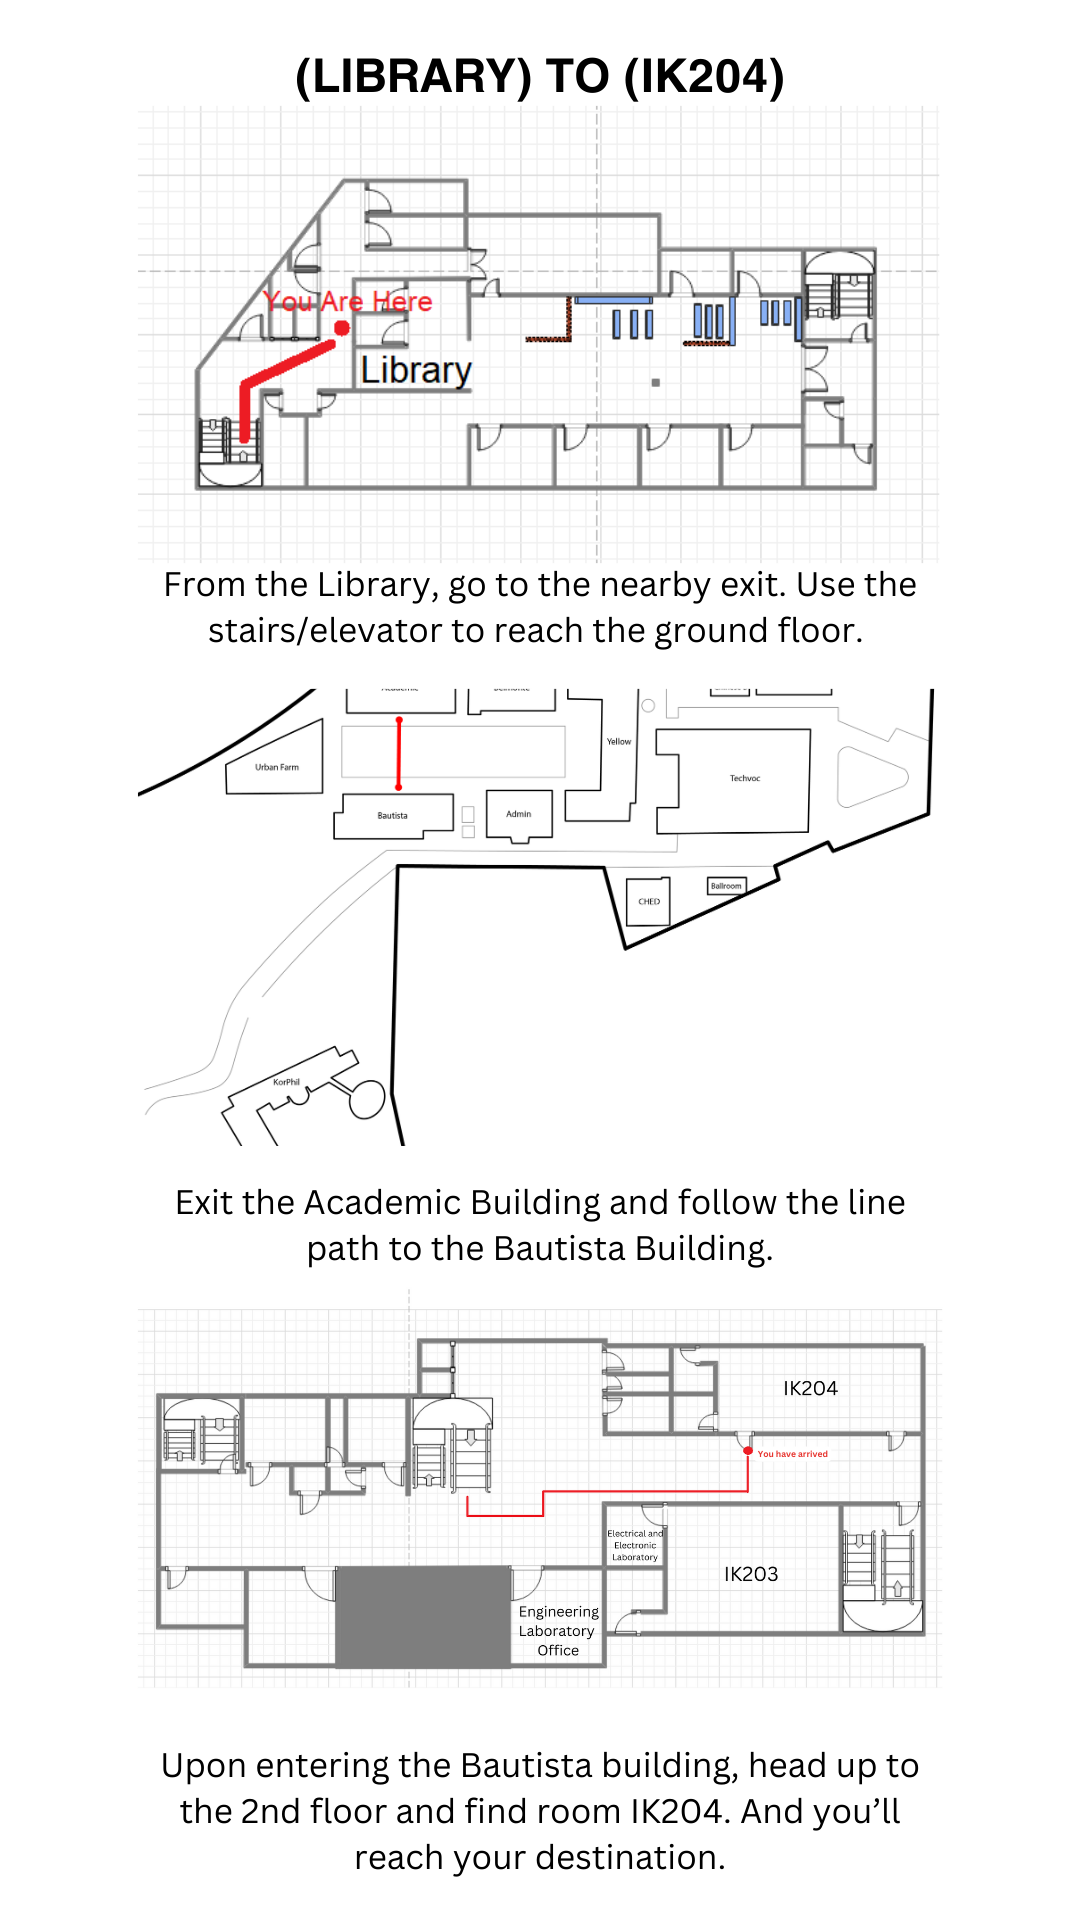 (LIBRARY) TO (IK204)
You Are Here
Library
From the Library, go to the nearby exit. Use the
stairs/elevator to reach the ground floor.
Academic
Belmonte
Yellow
Urban Farm
Techvoc
Bautista
Admin
Ballroom
CHED
KorPhil
Exit the Academic Building and follow the line
path to the Bautista Building.
IK204
You have arrived
Electrical and
Electronic
Laboratory
IK203
Engineering
Laboratory
Office
Upon entering the Bautista building, head up to
the 2nd floor and find room IK204. And you’ll
reach your destination.